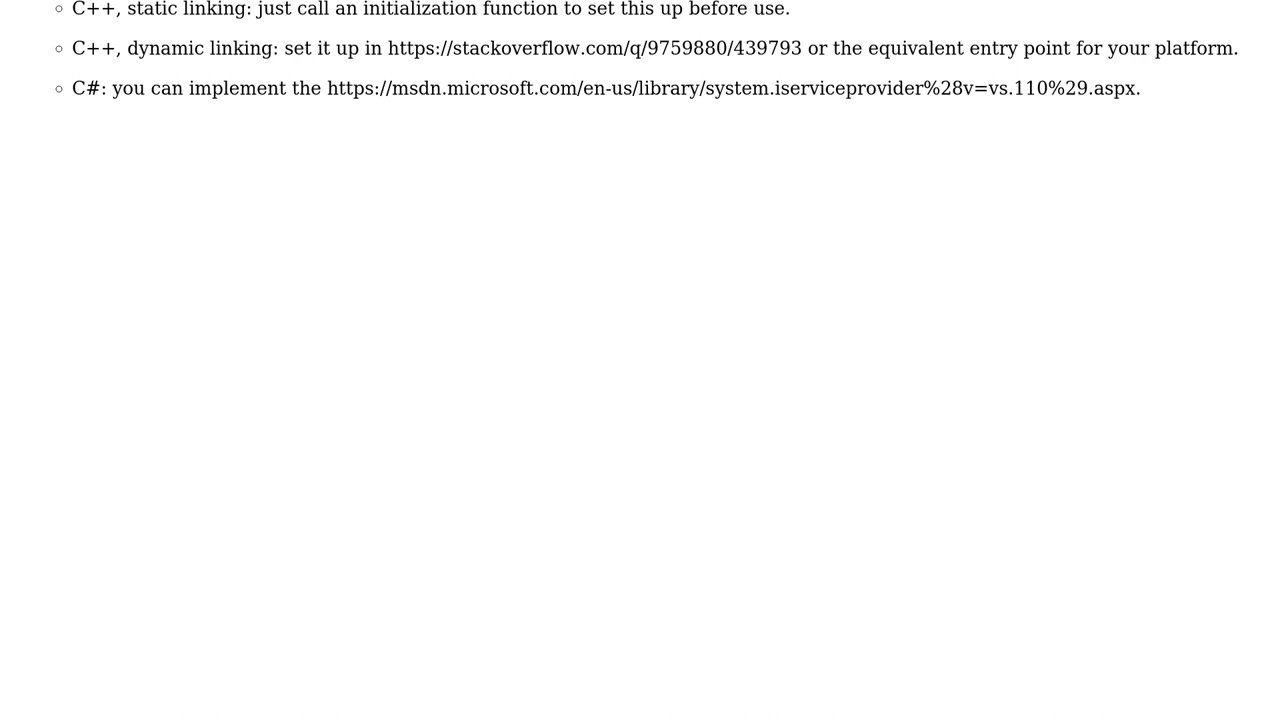 ◦ C++, static linking: just call an initialization function to set this up before use.
◦ C++, dynamic linking: set it up in https://stackoverflow.com/q/9759880/439793 or the equivalent entry point for your platform.
◦ C#: you can implement the https://msdn.microsoft.com/en-us/library/system.iserviceprovider%28v=vs.110%29.aspx.